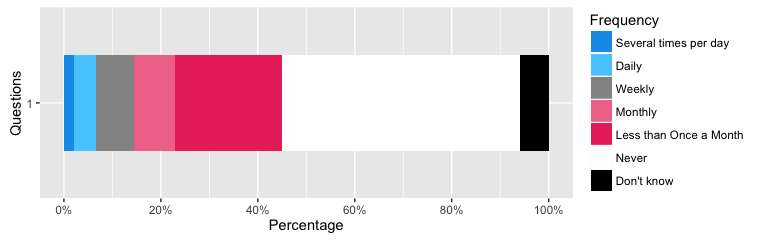 Frequency
Several times per day
Daily
Weekly
Monthly
Less than Once a Month
Never
Don't know
Questions
1
0%
20%
40%
60%
80%
100%
Percentage